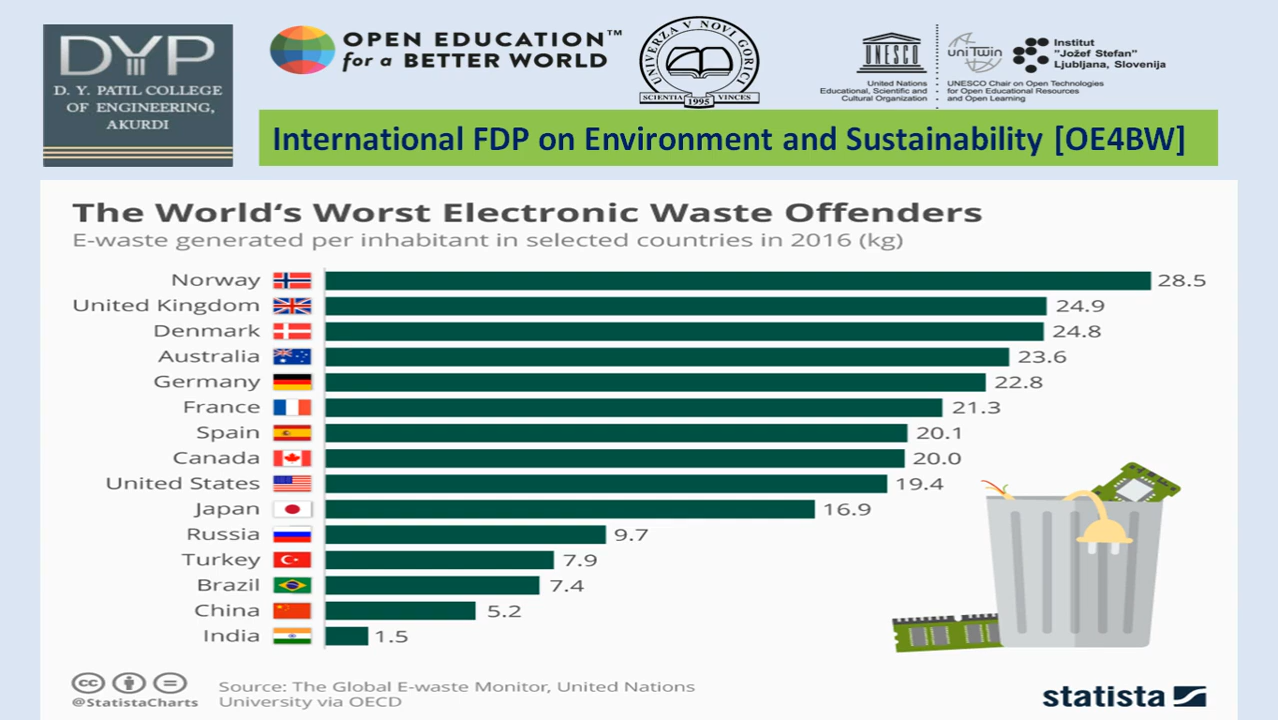 DYP
D. Y. PATIL COLLEGE
OF ENGINEERING,
AKURDI
OPEN EDUCATION™
for a BETTER WORLD
UNIVERZA V NOVI GORICI
SCIENTIA VINCES
1995
UNESCO
United Nations
Educational, Scientific and
Cultural Organization
uniTwin
Institut
"Jožef Stefan"
Ljubljana, Slovenija
UNESCO Chair on Open Technologies
for Open Educational Resources
and Open Learning
International FDP on Environment and Sustainability [OE4BW]
The World‘s Worst Electronic Waste Offenders
E-waste generated per inhabitant in selected countries in 2016 (kg)
Norway 28.5
United Kingdom 24.9
Denmark 24.8
Australia 23.6
Germany 22.8
France 21.3
Spain 20.1
Canada 20.0
United States 19.4
Japan 16.9
Russia 9.7
Turkey 7.9
Brazil 7.4
China 5.2
India 1.5
cc
@StatistaCharts
Source: The Global E-waste Monitor, United Nations
University via OECD
statista